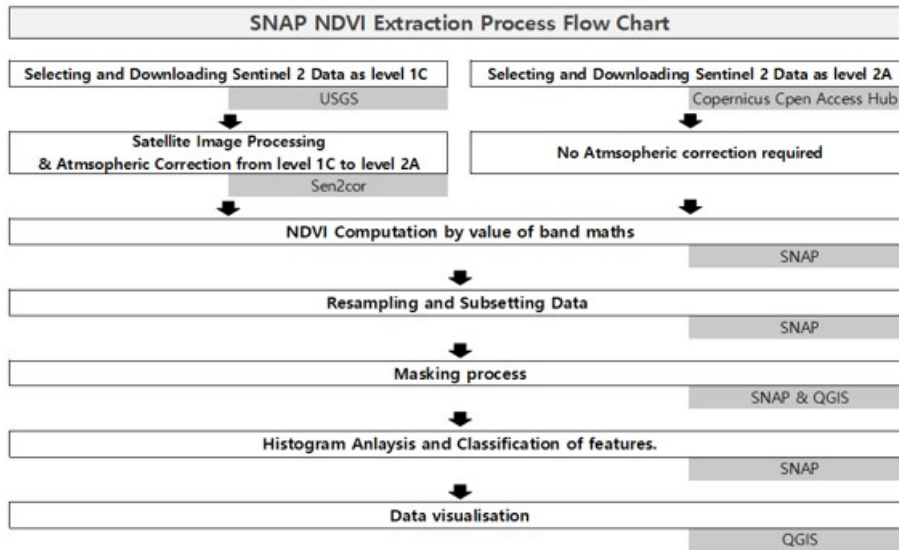 SNAP NDVI Extraction Process Flow Chart
Selecting and Downloading Sentinel 2 Data as level 1C
USGS
Selecting and Downloading Sentinel 2 Data as level 2A
Copernicus Cpen Access Hub
Satellite Image Processing
& Atmsopheric Correction from level 1C to level 2A
Sen2cor
No Atmsopheric correction required
NDVI Computation by value of band maths
SNAP
Resampling and Subsetting Data
SNAP
Masking process
SNAP & QGIS
Histogram Anlaysis and Classification of features.
SNAP
Data visualisation
QGIS